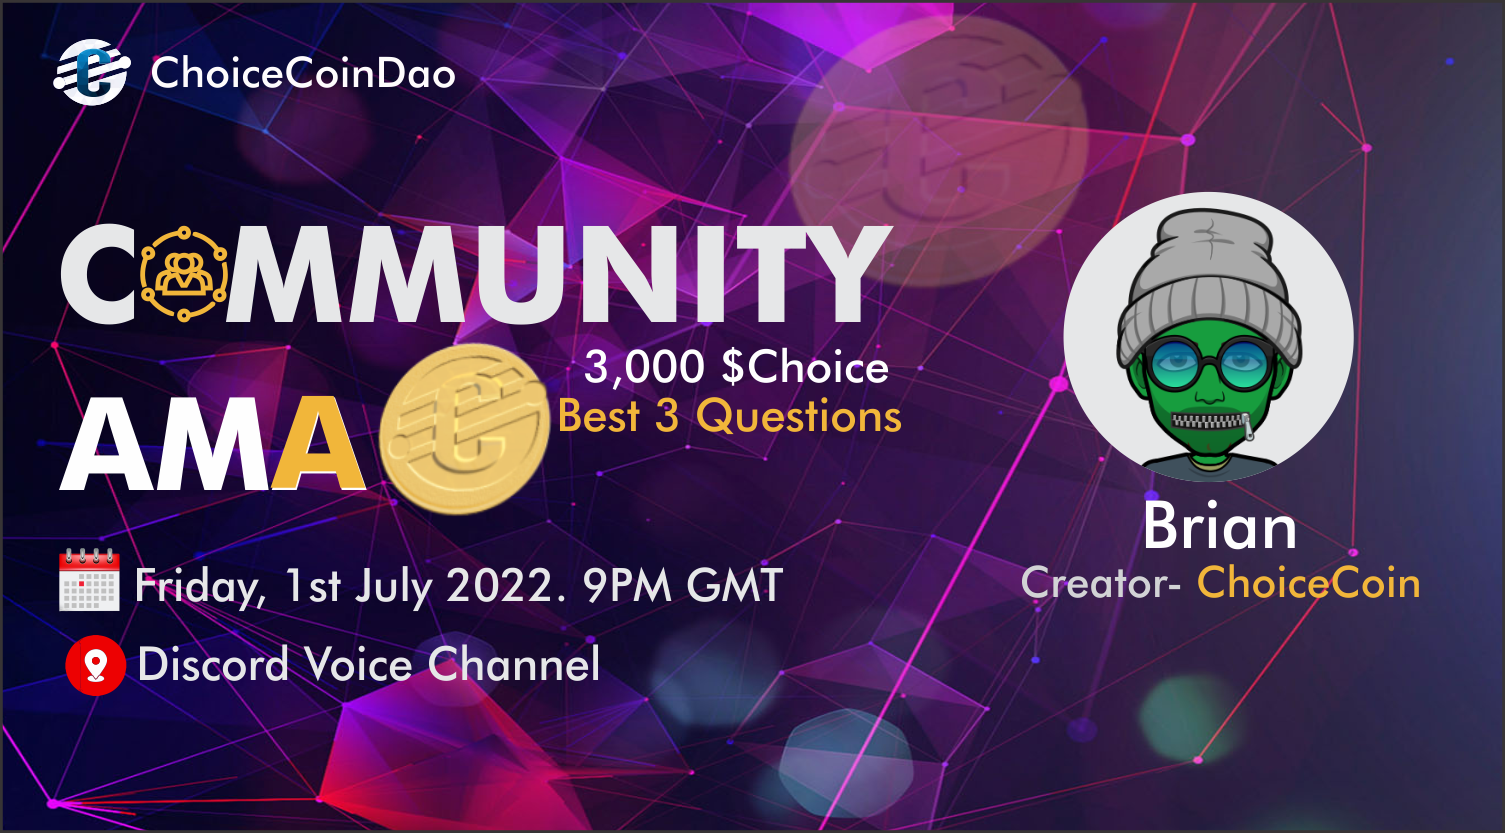 ChoiceCoinDao
COMMUNITY
AMA
3,000 $Choice
Best 3 Questions
Friday, 1st July 2022. 9PM GMT
Discord Voice Channel
Brian
Creator- ChoiceCoin